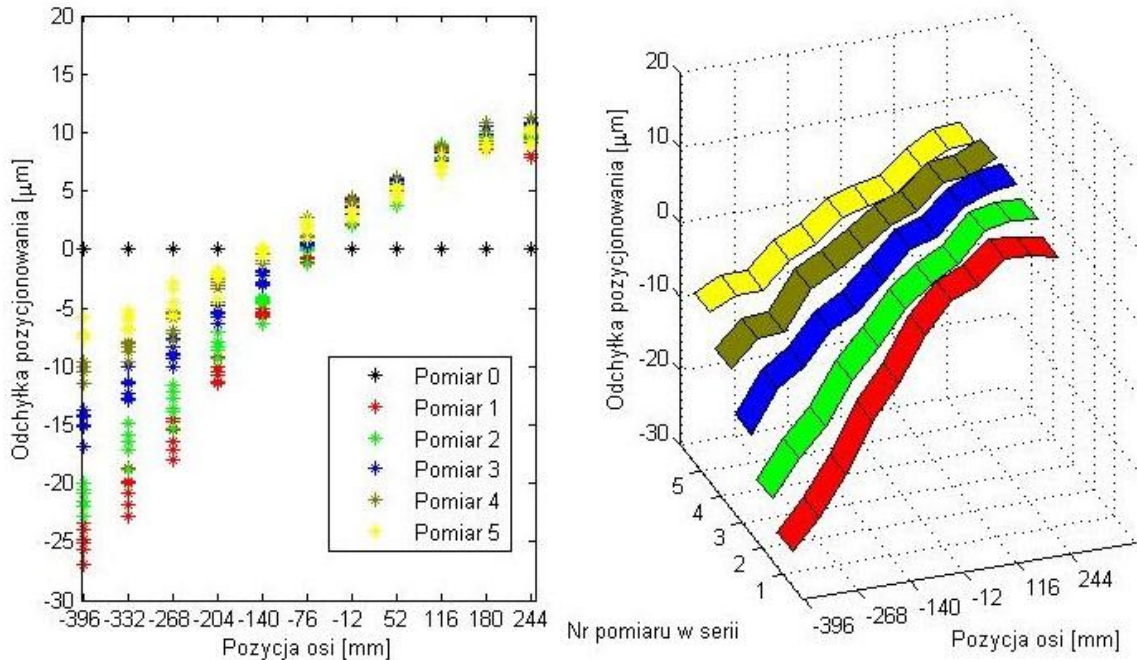 20
15
10
5
0
-5
-10
-15
-20
-25
-30
Odchyłka pozycjonowania [μm]
-396 -332 -268 -204 -140 -76 -12 52 116 180 244
Pozycja osi [mm]
Pomiar 0
Pomiar 1
Pomiar 2
Pomiar 3
Pomiar 4
Pomiar 5
20
10
0
-10
-20
-30
Odchyłka pozycjonowania [μm]
5
4
3
2
1
Nr pomiaru w serii
-396 -268 -140 -12 116 244
Pozycja osi [mm]